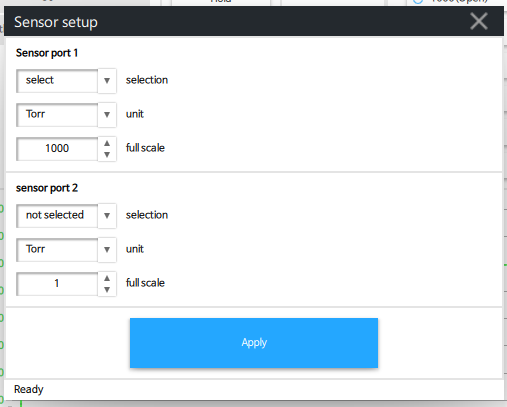 Sensor setup
Sensor port 1
select selection
Torr unit
1000 full scale
sensor port 2
not selected selection
Torr unit
1 full scale
Apply
Ready